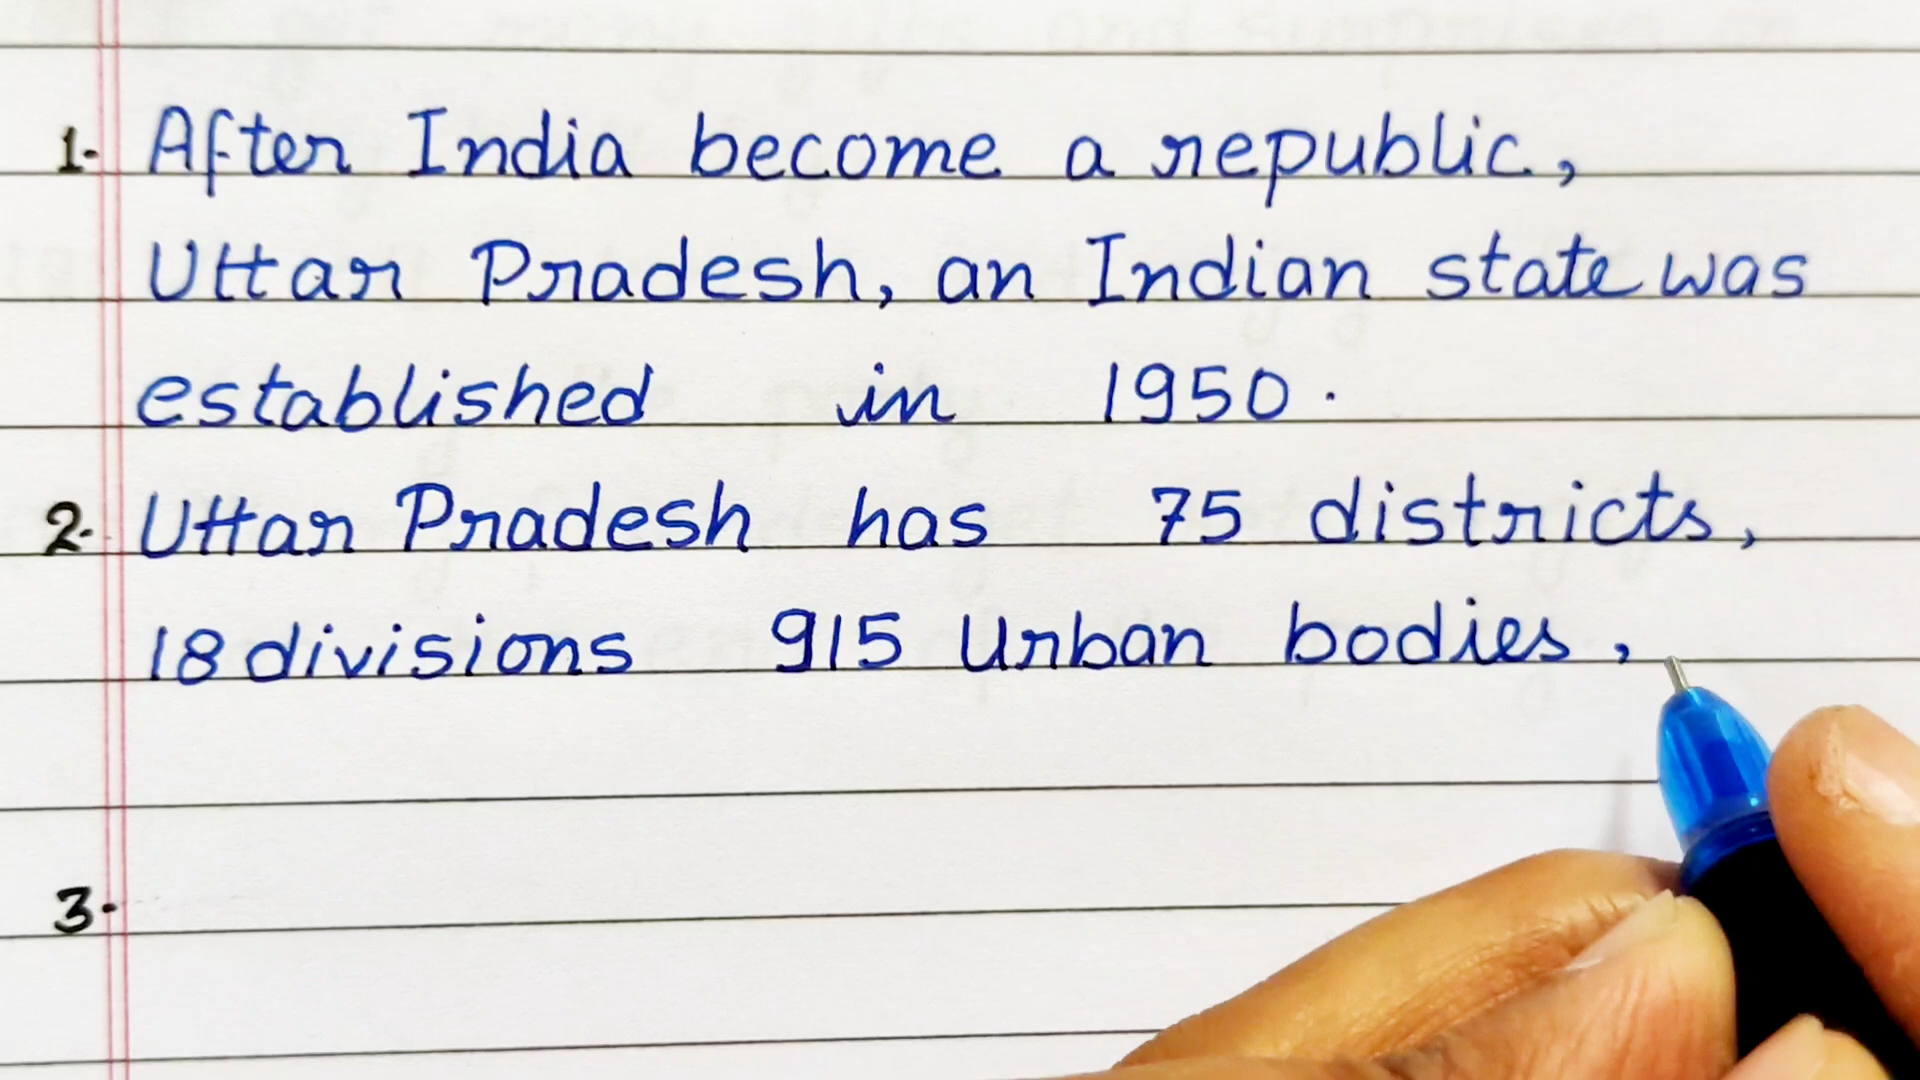 1. After India become a republic,
Uttar Pradesh, an Indian state was
established in 1950.
2. Uttar Pradesh has 75 districts,
18 divisions 915 Urban bodies,
3.